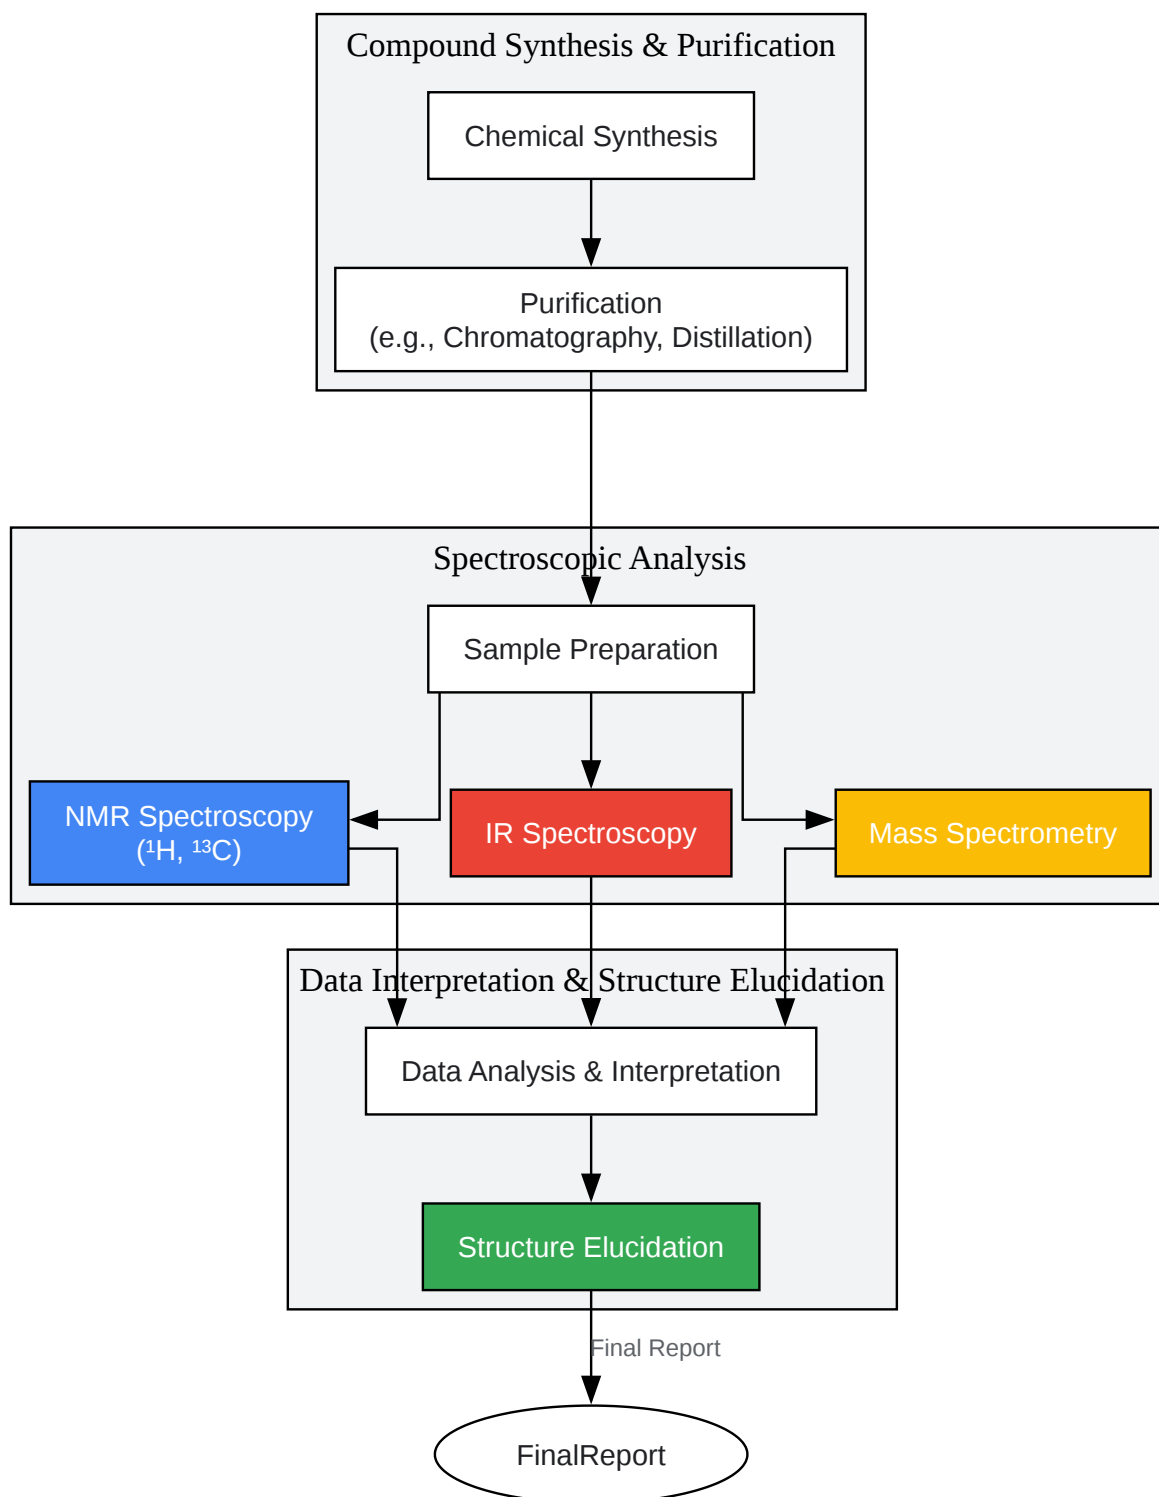 Compound Synthesis & Purification
Chemical Synthesis
Purification
(e.g., Chromatography, Distillation)
Spectroscopic Analysis
Sample Preparation
NMR Spectroscopy
(¹H, ¹³C)
IR Spectroscopy
Mass Spectrometry
Data Interpretation & Structure Elucidation
Data Analysis & Interpretation
Structure Elucidation
Final Report
FinalReport